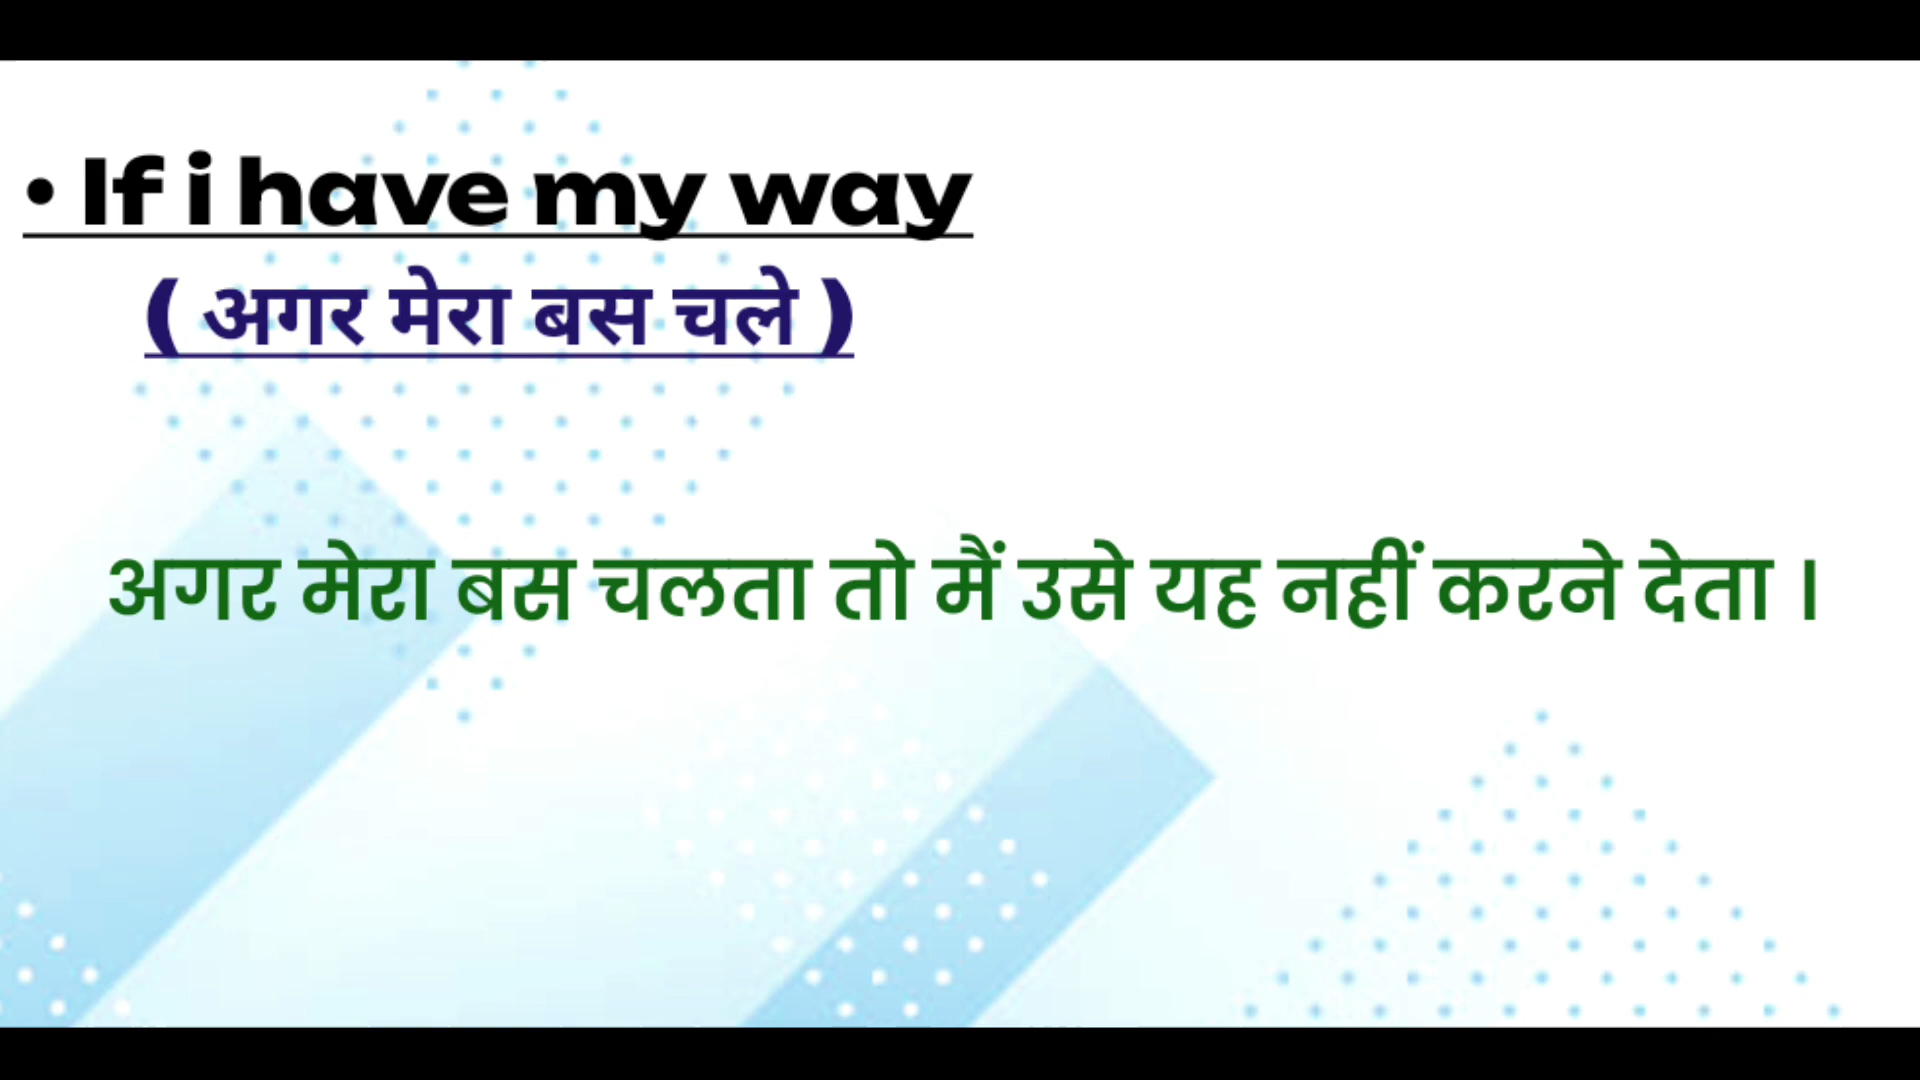 • If i have my way
( अगर मेरा बस चले )
अगर मेरा बस चलता तो मैं उसे यह नहीं करने देता ।